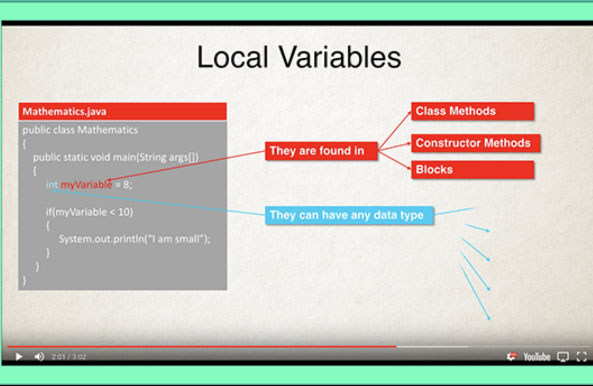 Local Variables
Mathematics.java
public class Mathematics
{
public static void main(String args[])
{
int myVariable = 8;
if(myVariable < 10)
{
System.out.println("I am small");
}
}
}
They are found in
Class Methods
Constructor Methods
Blocks
They can have any data type
2:01 / 3:02
YouTube